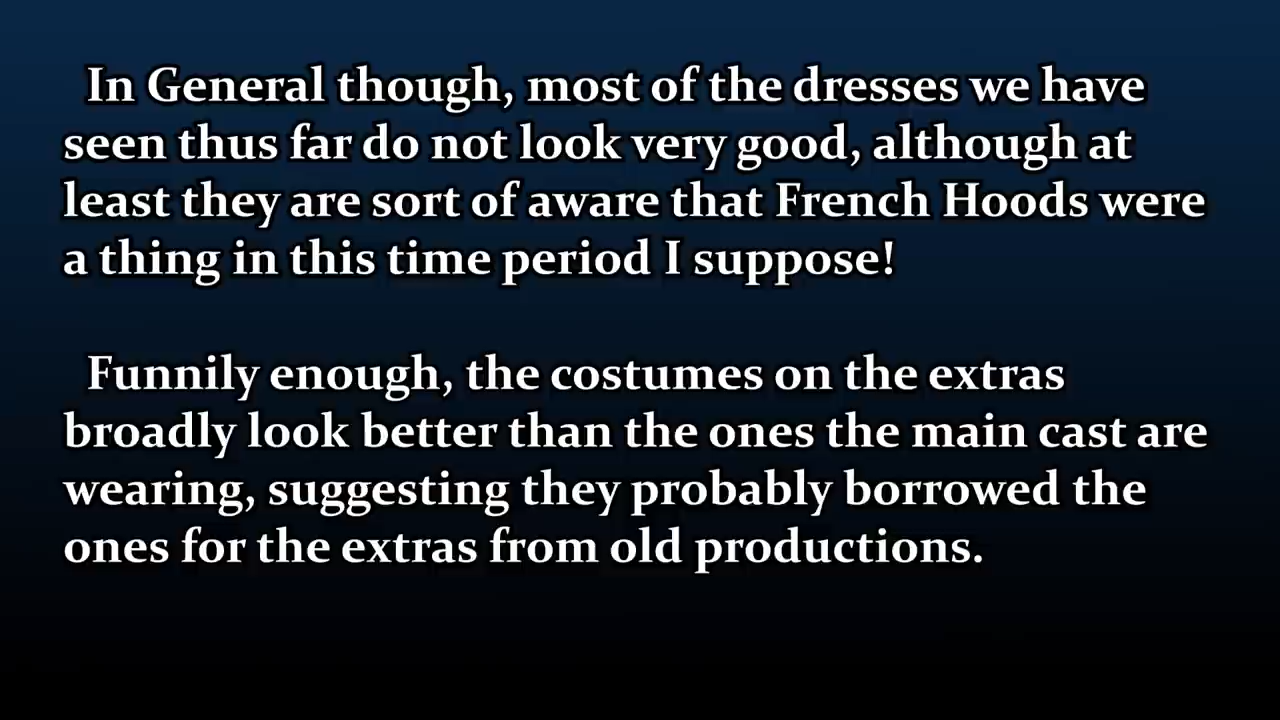 In General though, most of the dresses we have
seen thus far do not look very good, although at
least they are sort of aware that French Hoods were
a thing in this time period I suppose!
Funnily enough, the costumes on the extras
broadly look better than the ones the main cast are
wearing, suggesting they probably borrowed the
ones for the extras from old productions.